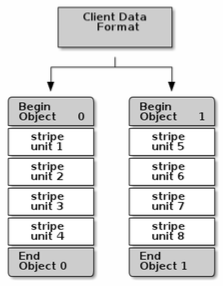 Client Data
Format
Begin
Object 0
stripe
unit 1
stripe
unit 2
stripe
unit 3
stripe
unit 4
End
Object 0
Begin
Object 1
stripe
unit 5
stripe
unit 6
stripe
unit 7
stripe
unit 8
End
Object 1